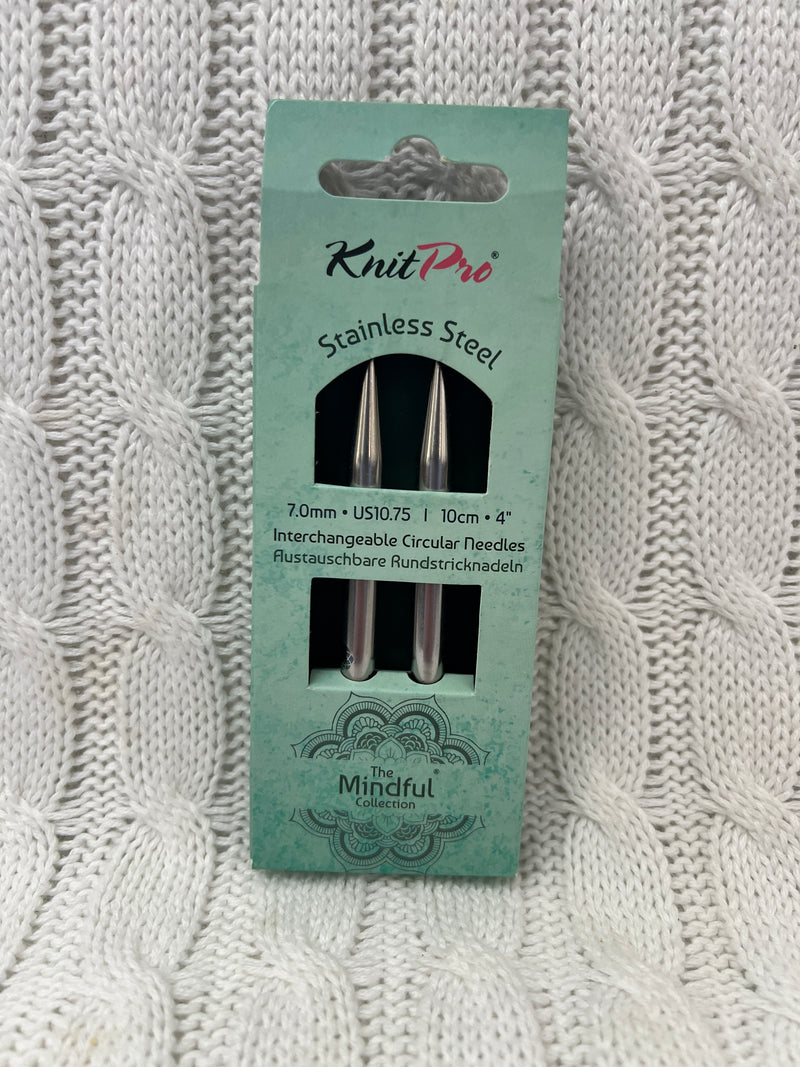 KnitPro®
Stainless Steel
7.0mm • US10.75 | 10cm • 4"
Interchangeable Circular Needles
Austauschbare Rundstricknadeln
The
Mindful®
Collection